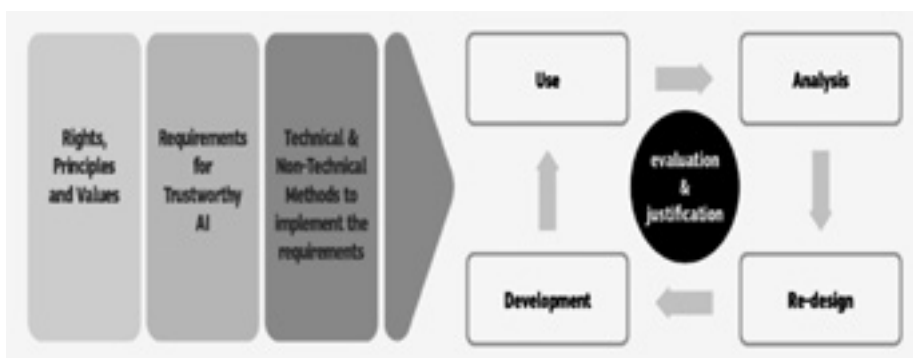 Rights,
Principles
and Values
Requirements
for
Trustworthy
AI
Technical &
Non-Technical
Methods to
implement the
requirements
Use
Analysis
evaluation
&
justification
Development
Re-design